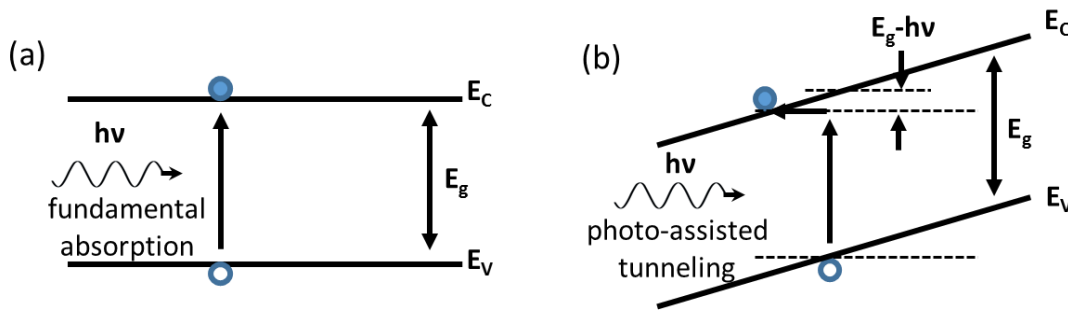 (a)
E_C
hν
fundamental
absorption
E_g
E_V
(b)
E_g-hν
E_C
hν
photo-assisted
tunneling
E_g
E_V